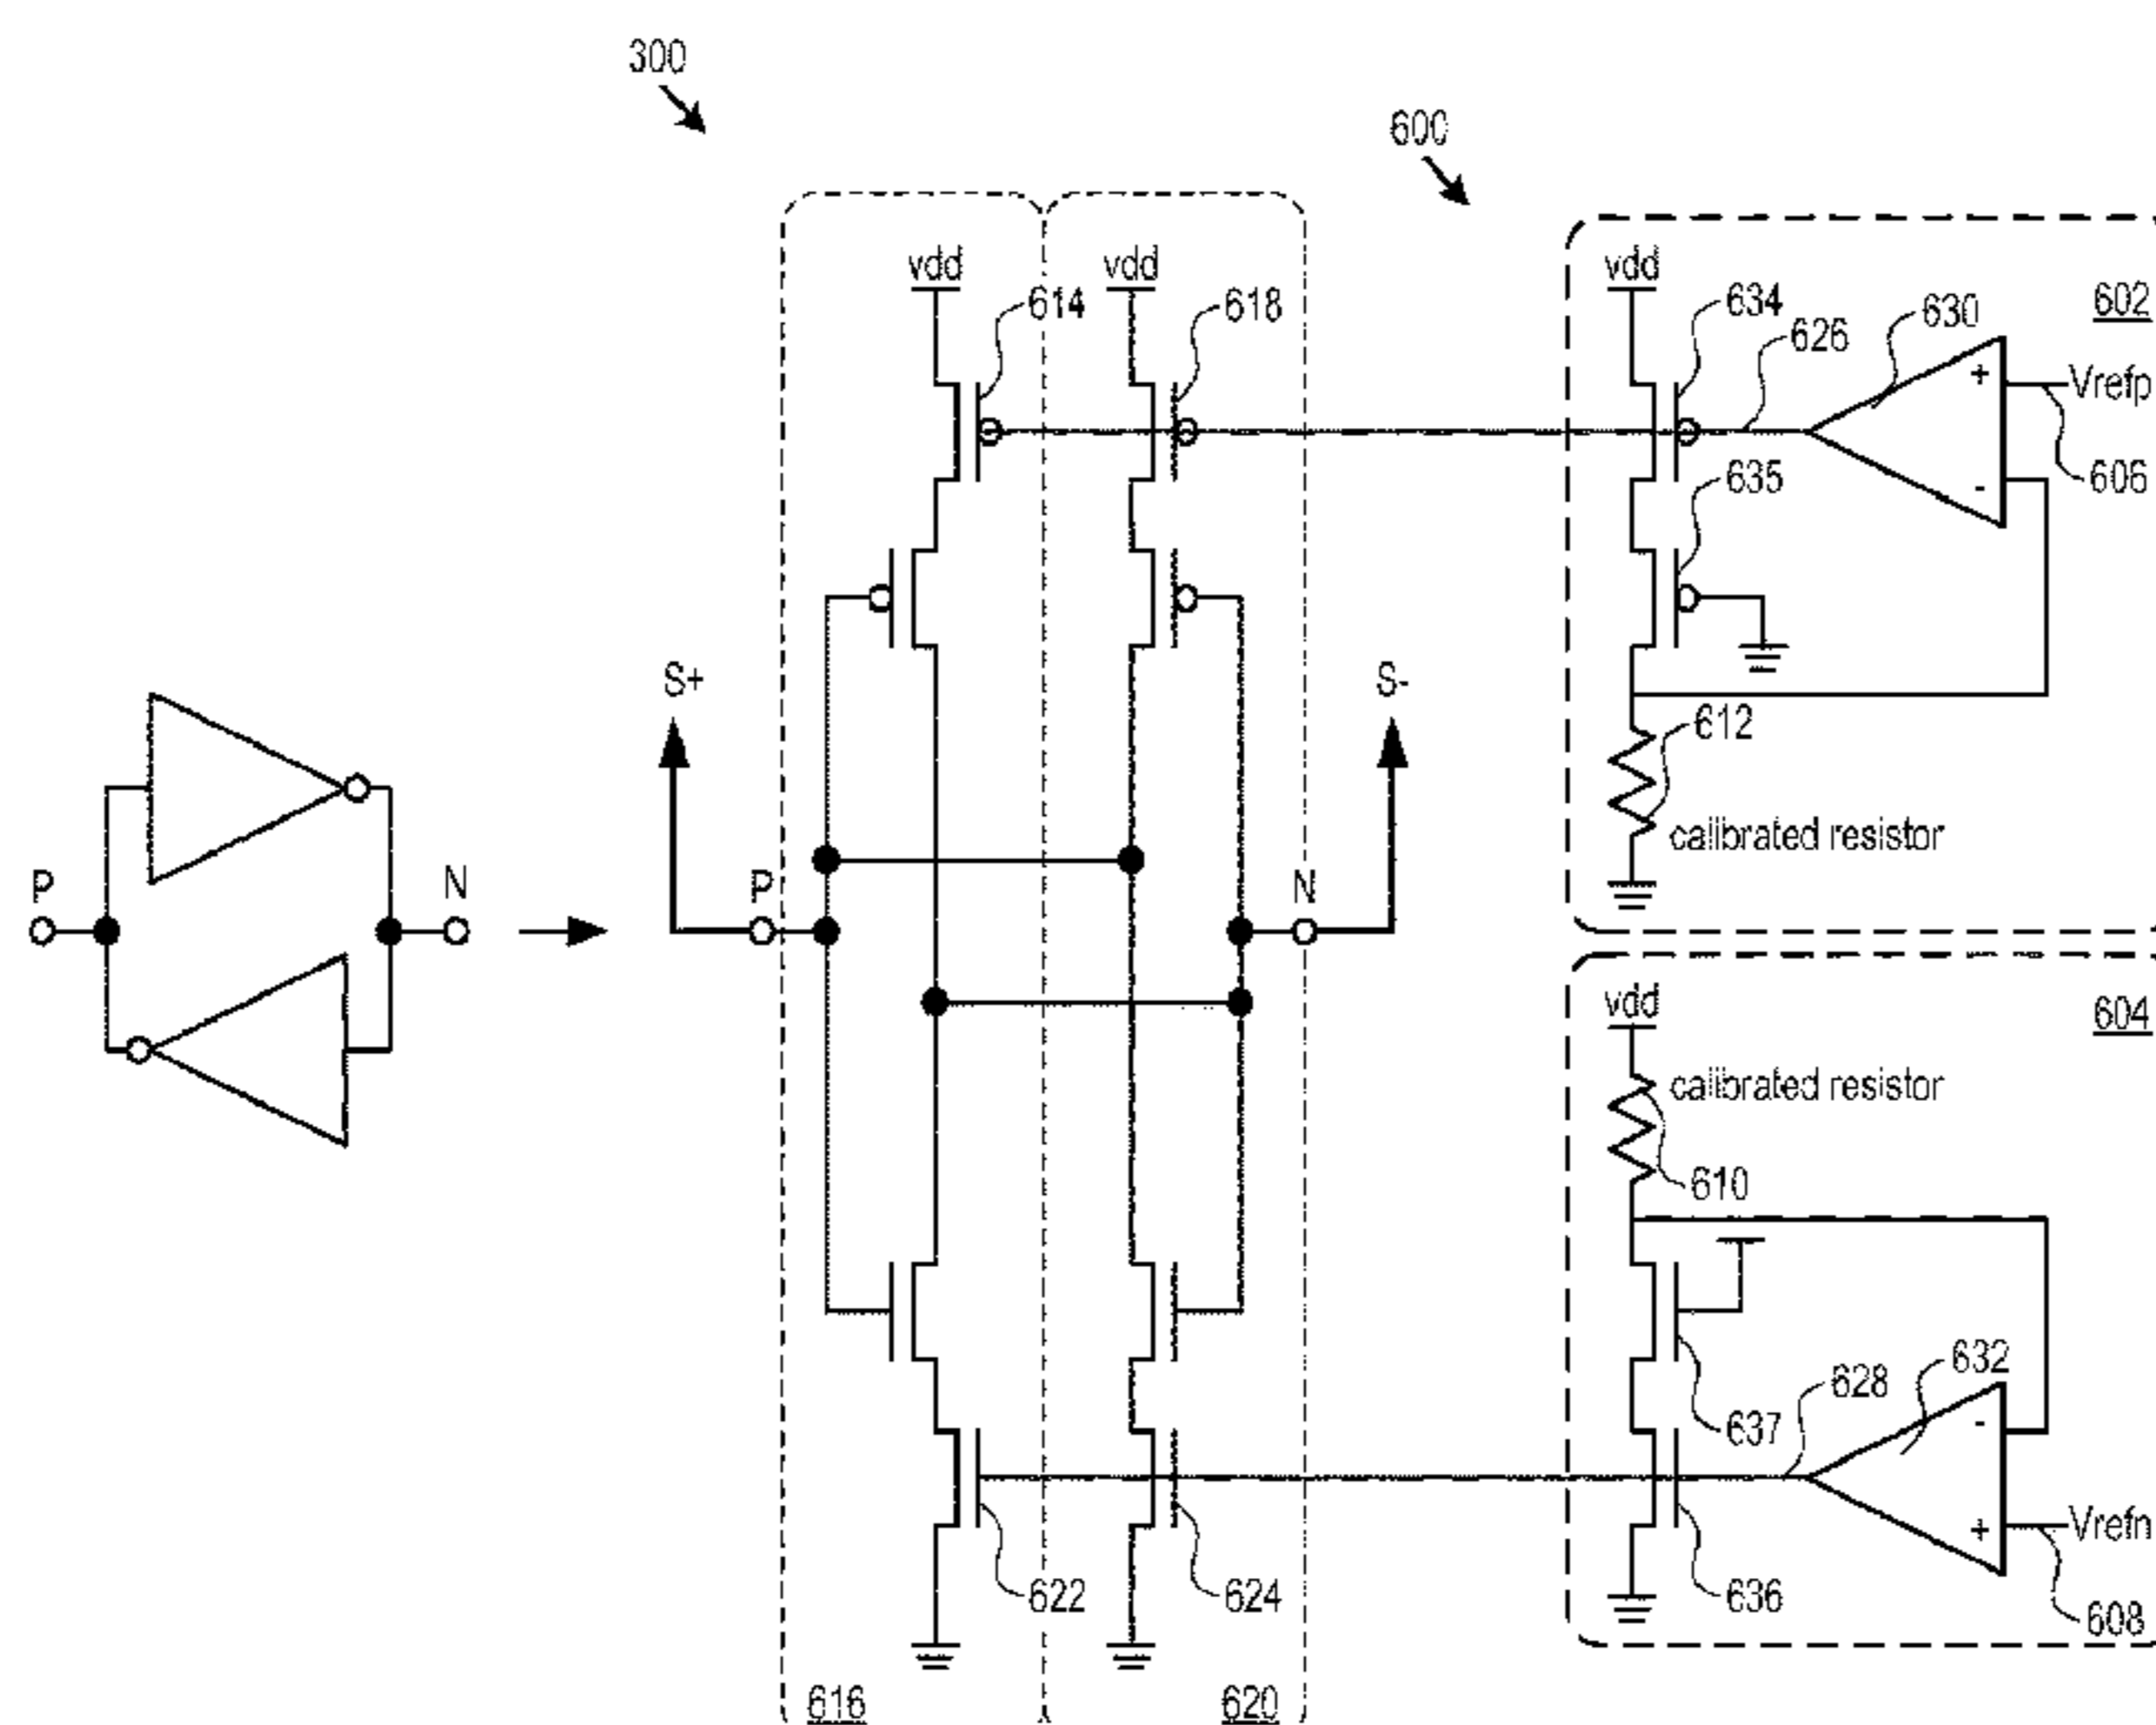 300
600
vdd
vdd
vdd
614
618
634
626
630
602
+
Vrefp
606
635
-
S+
S-
612
calibrated resistor
P
N
P
N
vdd
604
calibrated resistor
610
632
628
-
637
+
Vrefn
622
624
636
608
616
620